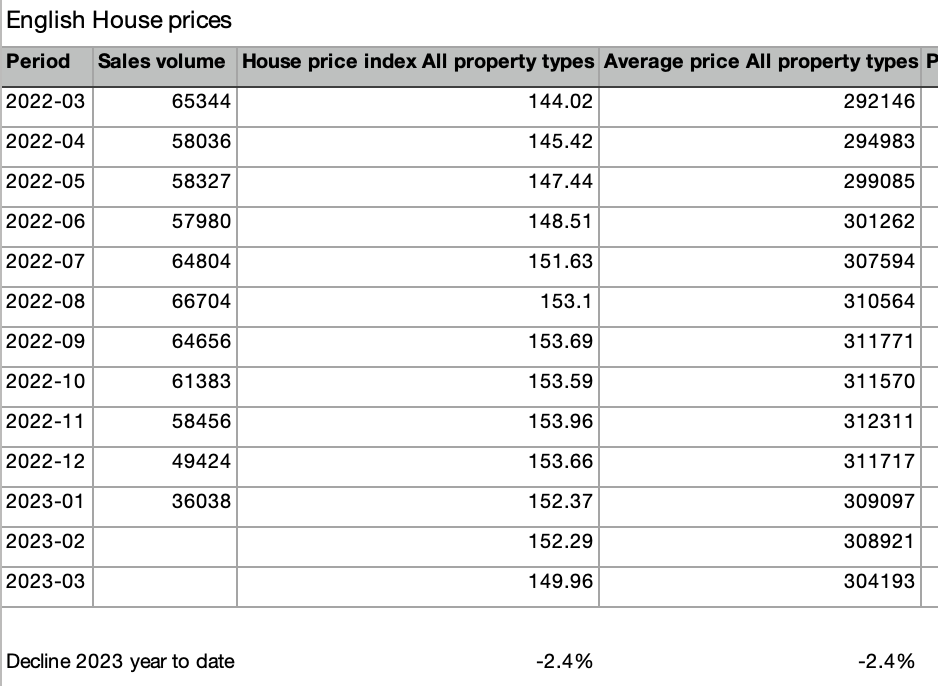 English House prices
Period Sales volume House price index All property types Average price All property types P
2022-03 65344 144.02 292146
2022-04 58036 145.42 294983
2022-05 58327 147.44 299085
2022-06 57980 148.51 301262
2022-07 64804 151.63 307594
2022-08 66704 153.1 310564
2022-09 64656 153.69 311771
2022-10 61383 153.59 311570
2022-11 58456 153.96 312311
2022-12 49424 153.66 311717
2023-01 36038 152.37 309097
2023-02 152.29 308921
2023-03 149.96 304193
Decline 2023 year to date -2.4% -2.4%